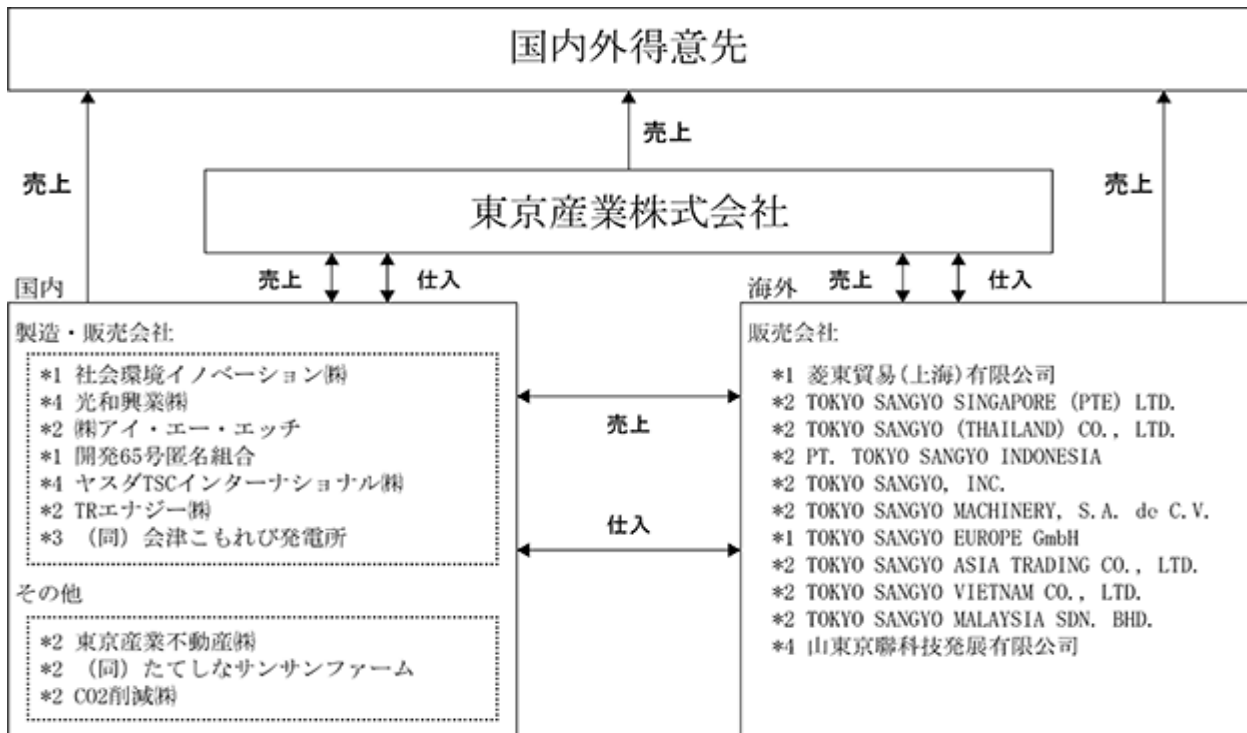 国内外得意先
売上
売上
売上
東京産業株式会社
国内
売上
仕入
海外
売上
仕入
製造・販売会社
*1 社会環境イノベーション㈱
*4 光和興業㈱
*2 ㈱アイ・エー・エッチ
*1 開発65号匿名組合
*4 ヤスダTSCインターナショナル㈱
*2 TRエナジー㈱
*3 （同）会津こもれび発電所
その他
*2 東京産業不動産㈱
*2 （同）たてしなサンサンファーム
*2 CO2削減㈱
売上
仕入
販売会社
*1 菱東貿易(上海)有限公司
*2 TOKYO SANGYO SINGAPORE (PTE) LTD.
*2 TOKYO SANGYO (THAILAND) CO., LTD.
*2 PT. TOKYO SANGYO INDONESIA
*2 TOKYO SANGYO, INC.
*2 TOKYO SANGYO MACHINERY, S.A. de C.V.
*1 TOKYO SANGYO EUROPE GmbH
*2 TOKYO SANGYO ASIA TRADING CO., LTD.
*2 TOKYO SANGYO VIETNAM CO., LTD.
*2 TOKYO SANGYO MALAYSIA SDN. BHD.
*4 山東京聯科技発展有限公司